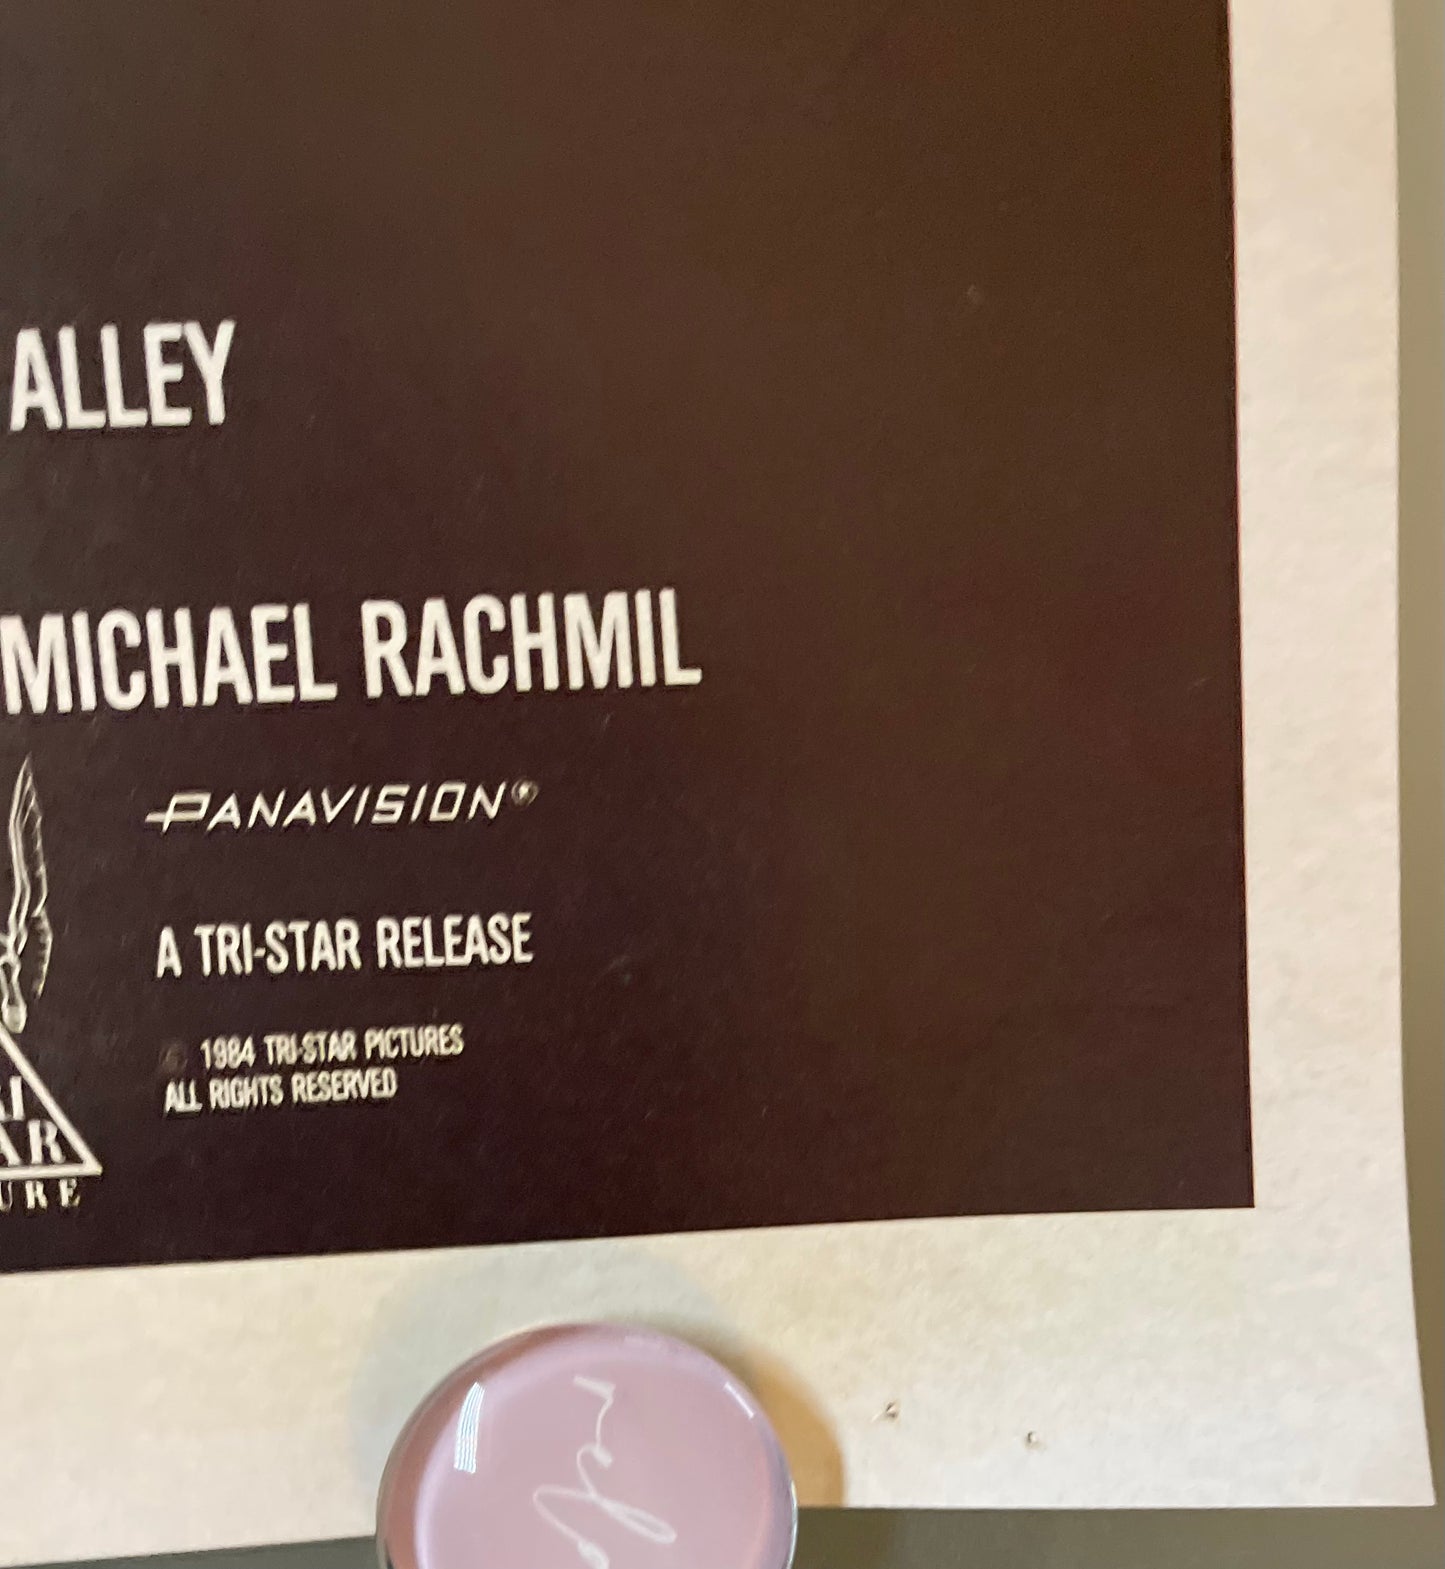 ALLEY
MICHAEL RACHMIL
PANAVISION®
A TRI-STAR RELEASE
© 1984 TRI-STAR PICTURES
ALL RIGHTS RESERVED